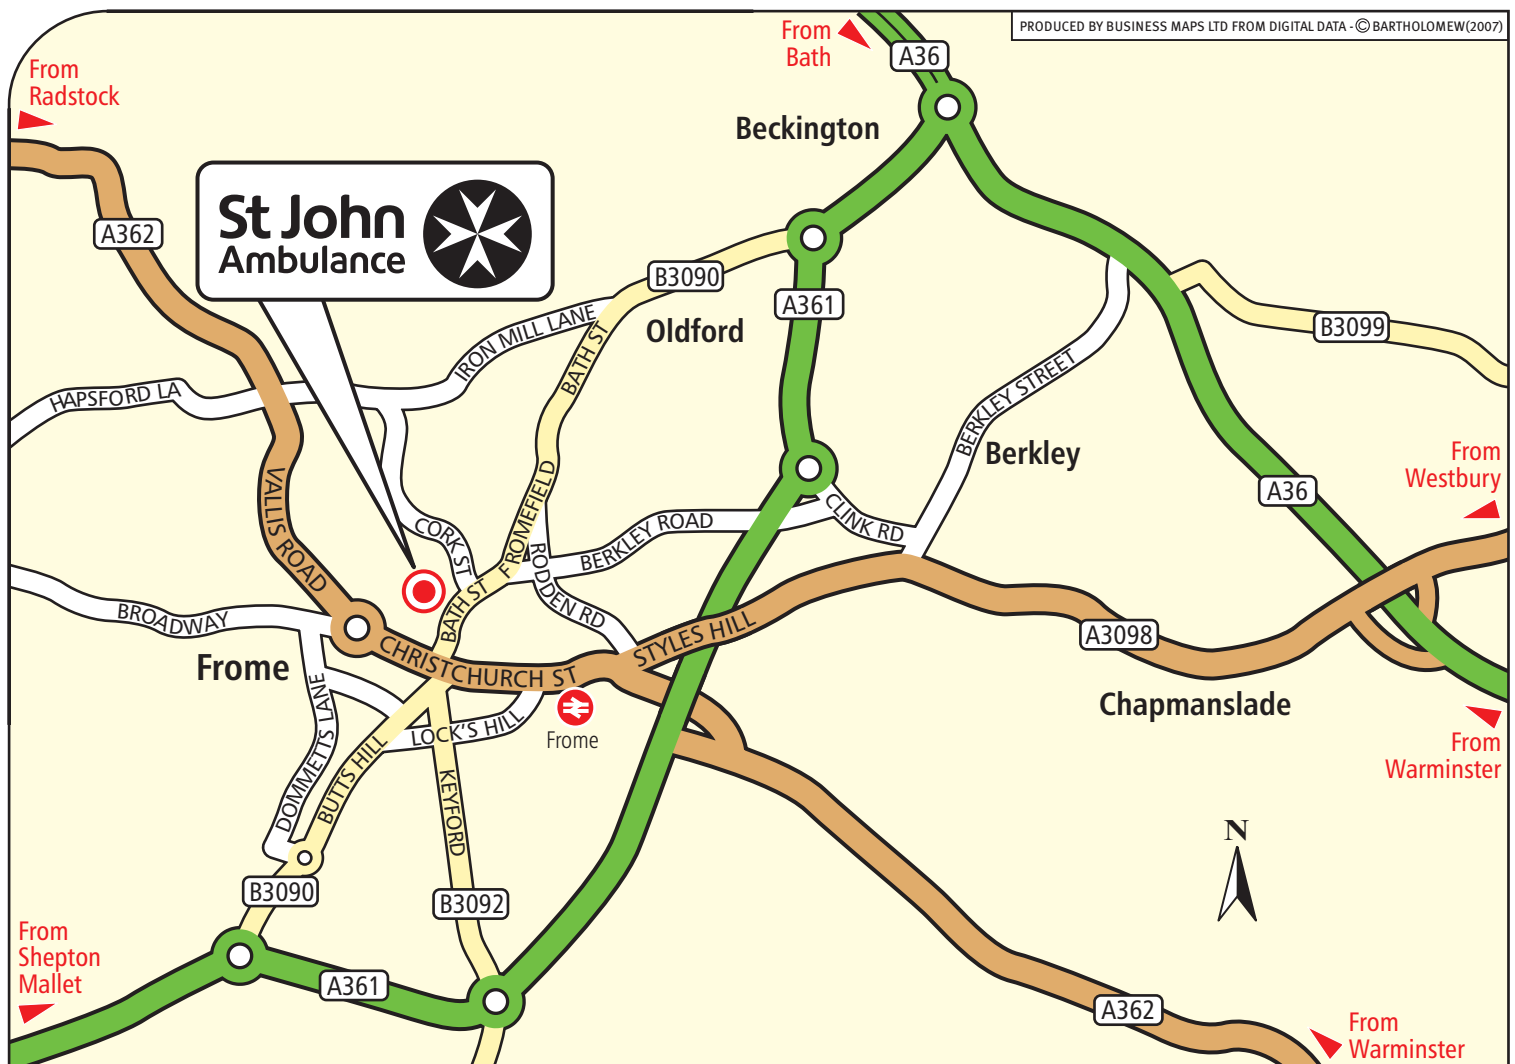 PRODUCED BY BUSINESS MAPS LTD FROM DIGITAL DATA - © BARTHOLOMEW(2007)
From
Bath
A36
From
Radstock
Beckington
St John
Ambulance
A362
B3090
A361
Oldford
IRON MILL LANE
BATH ST
B3099
HAPSFORD LA
BERKLEY STREET
Berkley
From
Westbury
A36
VALLIS ROAD
CORK ST
FROMEFIELD
BERKLEY ROAD
CLINK RD
RODDEN RD
BATH ST
BROADWAY
STYLES HILL
A3098
CHRISTCHURCH ST
Frome
Chapmanslade
DOMMETTS LANE
LOCK'S HILL
Frome
From
Warminster
BUTTS HILL
KEYFORD
N
B3090
B3092
From
Shepton
Mallet
A361
A362
From
Warminster